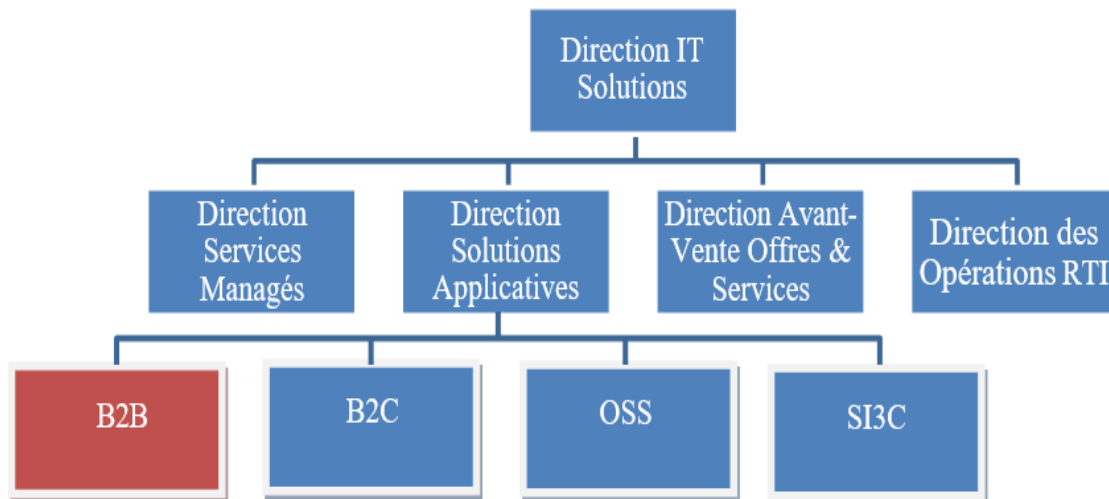 Direction IT
Solutions
Direction
Services
Managés
Direction
Solutions
Applicatives
Direction Avant-
Vente Offres &
Services
Direction des
Opérations RTI
B2B
B2C
OSS
SI3C